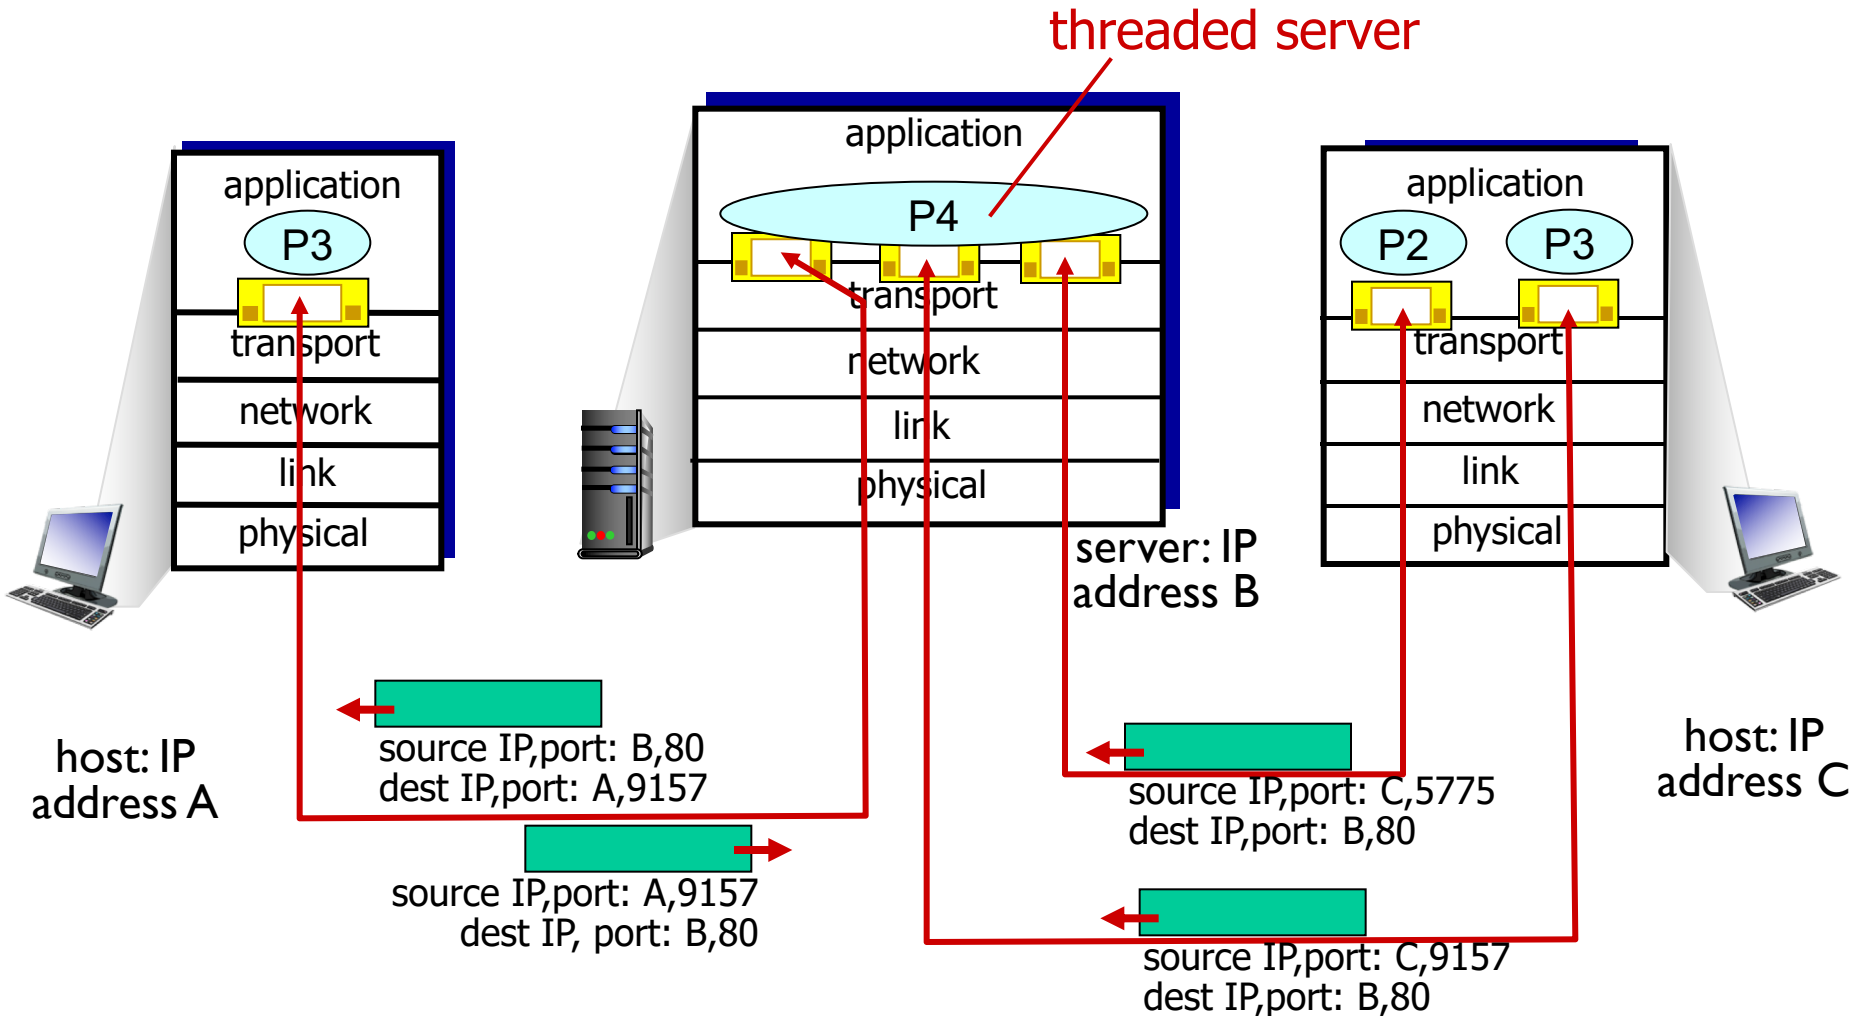 threaded server
application
P3
transport
network
link
physical
application
P4
transport
network
link
physical
application
P2
P3
transport
network
link
physical
server: IP
address B
host: IP
address A
source IP,port: B,80
dest IP,port: A,9157
source IP,port: A,9157
dest IP, port: B,80
source IP,port: C,5775
dest IP,port: B,80
source IP,port: C,9157
dest IP,port: B,80
host: IP
address C